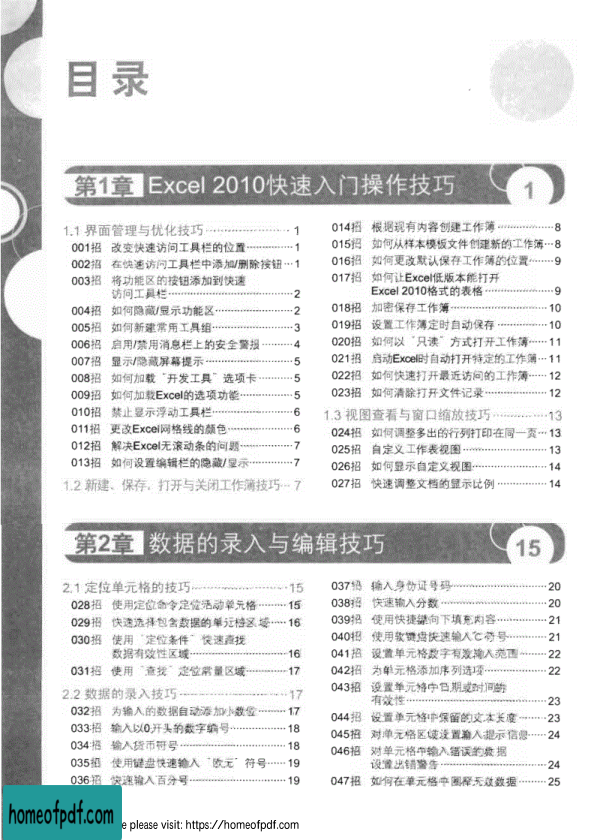 目录
第1章 Excel 2010快速入门操作技巧 1
1.1 界面管理与优化技巧 1
001招 改变快速访问工具栏的位置 1
002招 在快速访问工具栏中添加/删除按钮 1
003招 将功能区的按钮添加到快速
访问工具栏 2
004招 如何隐藏/显示功能区 2
005招 如何新建常用工具组 3
006招 启用/禁用消息栏上的安全警报 4
007招 显示/隐藏屏幕提示 5
008招 如何加载“开发工具”选项卡 5
009招 如何加载Excel的选项功能 5
010招 禁止显示浮动工具栏 6
011招 更改Excel网格线的颜色 6
012招 解决Excel无滚动条的问题 7
013招 如何设置编辑栏的隐藏/显示 7
1.2 新建、保存、打开与关闭工作簿技巧 7
014招 根据现有内容创建工作簿 8
015招 如何从样本模板文件创建新的工作簿 8
016招 如何更改默认保存工作簿的位置 9
017招 如何让Excel低版本能打开
Excel 2010格式的表格 9
018招 加密保存工作簿 10
019招 设置工作簿定时自动保存 10
020招 如何以“只读”方式打开工作簿 11
021招 启动Excel时自动打开特定的工作簿 11
022招 如何快速打开最近访问的工作簿 12
023招 如何清除打开文件记录 12
1.3 视图查看与窗口缩放技巧 13
024招 如何调整多出的行列打印在同一页 13
025招 自定义工作表视图 13
026招 如何显示自定义视图 14
027招 快速调整文档的显示比例 14
第2章 数据的录入与编辑技巧 15
2.1 定位单元格的技巧 15
028招 使用定位命令定位活动单元格 15
029招 快速选择包含数据的单元格区域 16
030招 使用“定位条件”快速查找
数据有效性区域 16
031招 使用“查找”定位常量区域 17
2.2 数据的录入技巧 17
032招 为输入的数据自动添加小数位 17
033招 输入以0开头的数字编号 18
034招 输入货币符号 18
035招 使用键盘快速输入“欧元”符号 19
036招 快速输入百分号 19
037招 输入身份证号码 20
038招 快速输入分数 20
039招 使用快捷键向下填充内容 21
040招 使用软键盘快速输入℃符号 21
041招 设置单元格数字有效输入范围 22
042招 为单元格添加序列选项 22
043招 设置单元格中日期或时间的
有效性 23
044招 设置单元格中保留的文本长度 23
045招 对单元格区域设置输入提示信息 24
046招 对单元格中输入错误的数据
设置出错警告 24
047招 如何在单元格中圈释无效数据 25
homeofpdf.com
e please visit: https://homeofpdf.com